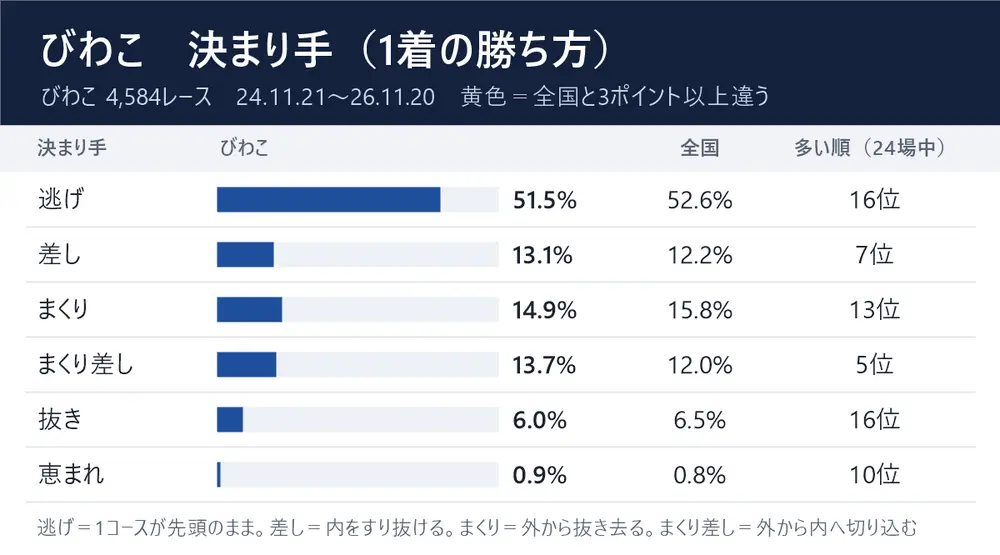 びわこ　決まり手（1着の勝ち方）
びわこ 4,584レース　24.11.21～26.11.20　黄色＝全国と3ポイント以上違う
決まり手　びわこ　全国　多い順（24場中）
逃げ　51.5%　52.6%　16位
差し　13.1%　12.2%　7位
まくり　14.9%　15.8%　13位
まくり差し　13.7%　12.0%　5位
抜き　6.0%　6.5%　16位
恵まれ　0.9%　0.8%　10位
逃げ＝1コースが先頭のまま。差し＝内をすり抜ける。まくり＝外から抜き去る。まくり差し＝外から内へ切り込む